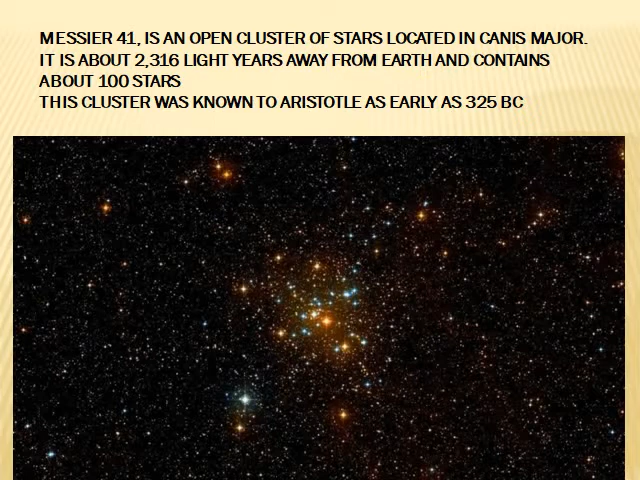 MESSIER 41, IS AN OPEN CLUSTER OF STARS LOCATED IN CANIS MAJOR.
IT IS ABOUT 2,316 LIGHT YEARS AWAY FROM EARTH AND CONTAINS
ABOUT 100 STARS
THIS CLUSTER WAS KNOWN TO ARISTOTLE AS EARLY AS 325 BC